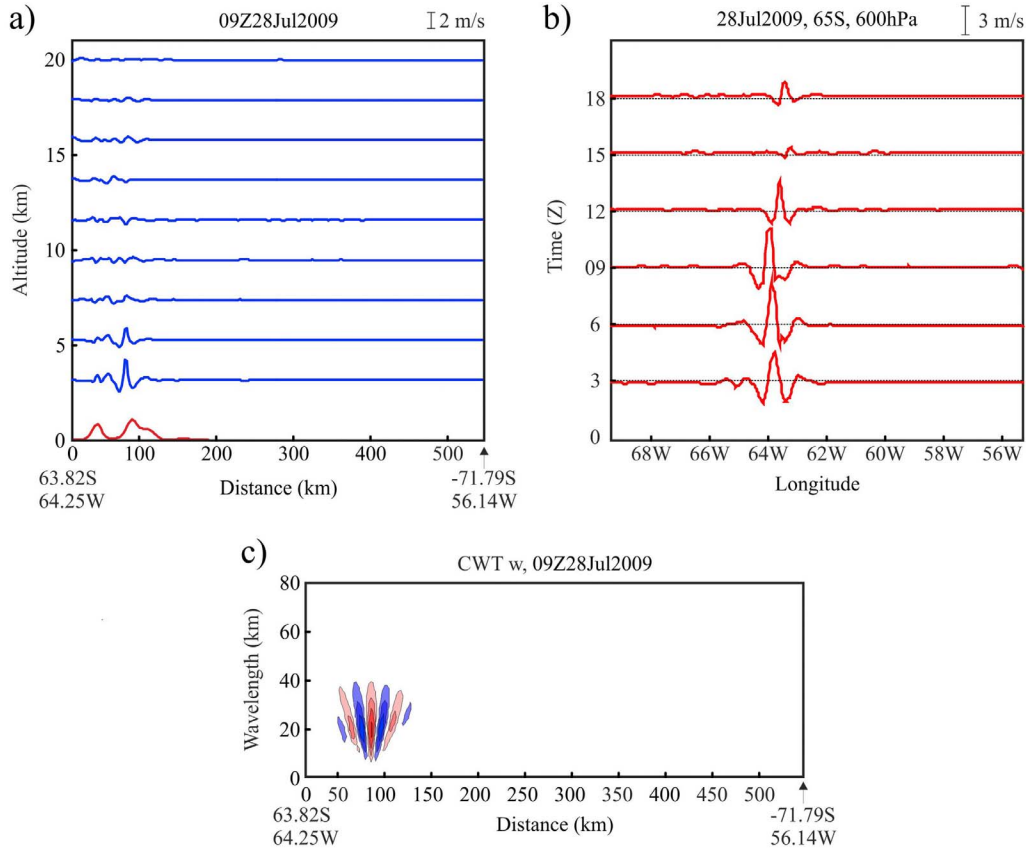 a)
09Z28Jul2009
2 m/s
20
15
10
5
0
Altitude (km)
0 100 200 300 400 500
63.82S -71.79S
64.25W 56.14W
Distance (km)
b)
28Jul2009, 65S, 600hPa
3 m/s
18
15
12
09
6
3
0
Time (Z)
68W 66W 64W 62W 60W 58W 56W
Longitude
c)
CWT w, 09Z28Jul2009
80
60
40
20
0
Wavelength (km)
0 50 100 150 200 250 300 350 400 450 500
63.82S -71.79S
64.25W 56.14W
Distance (km)